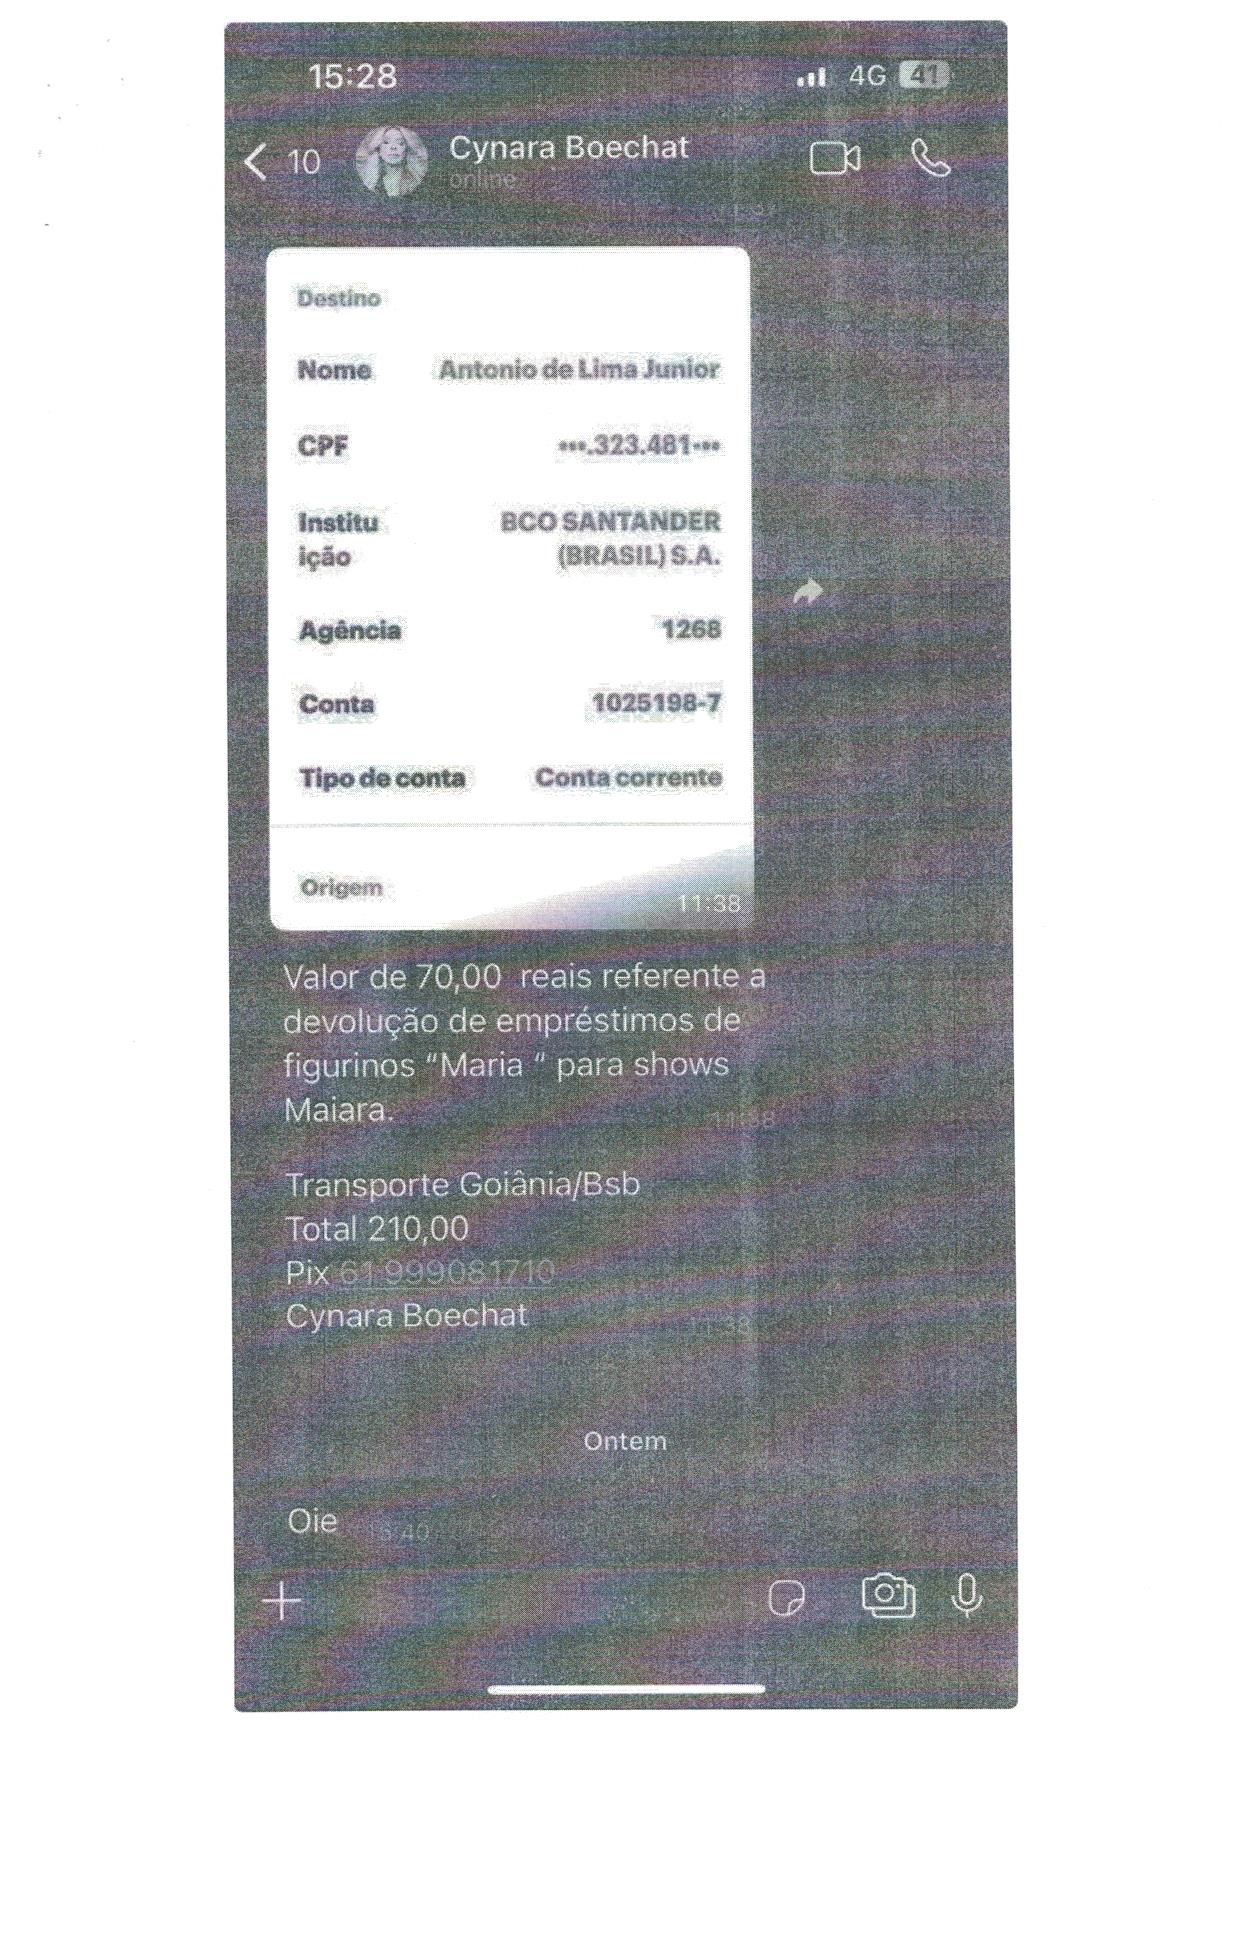 15:28
4G 41
10
Cynara Boechat
online
Destino
Nome Antonio de Lima Junior
CPF •••.323.481-•••
Institu BCO SANTANDER
ição (BRASIL) S.A.
Agência 1268
Conta 1025198-7
Tipo de conta Conta corrente
Origem
11:38
Valor de 70,00 reais referente a
devolução de empréstimos de
figurinos “Maria “ para shows
Maiara.
11:38
Transporte Goiânia/Bsb
Total 210,00
Pix 61 999081710
Cynara Boechat
11:38
Ontem
Oie